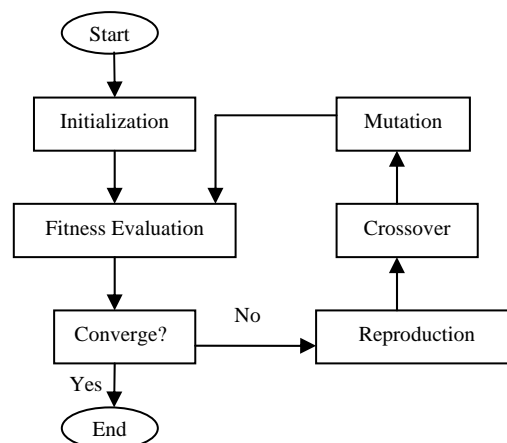 Start
Initialization
Mutation
Fitness Evaluation
Crossover
Converge?
No
Reproduction
Yes
End